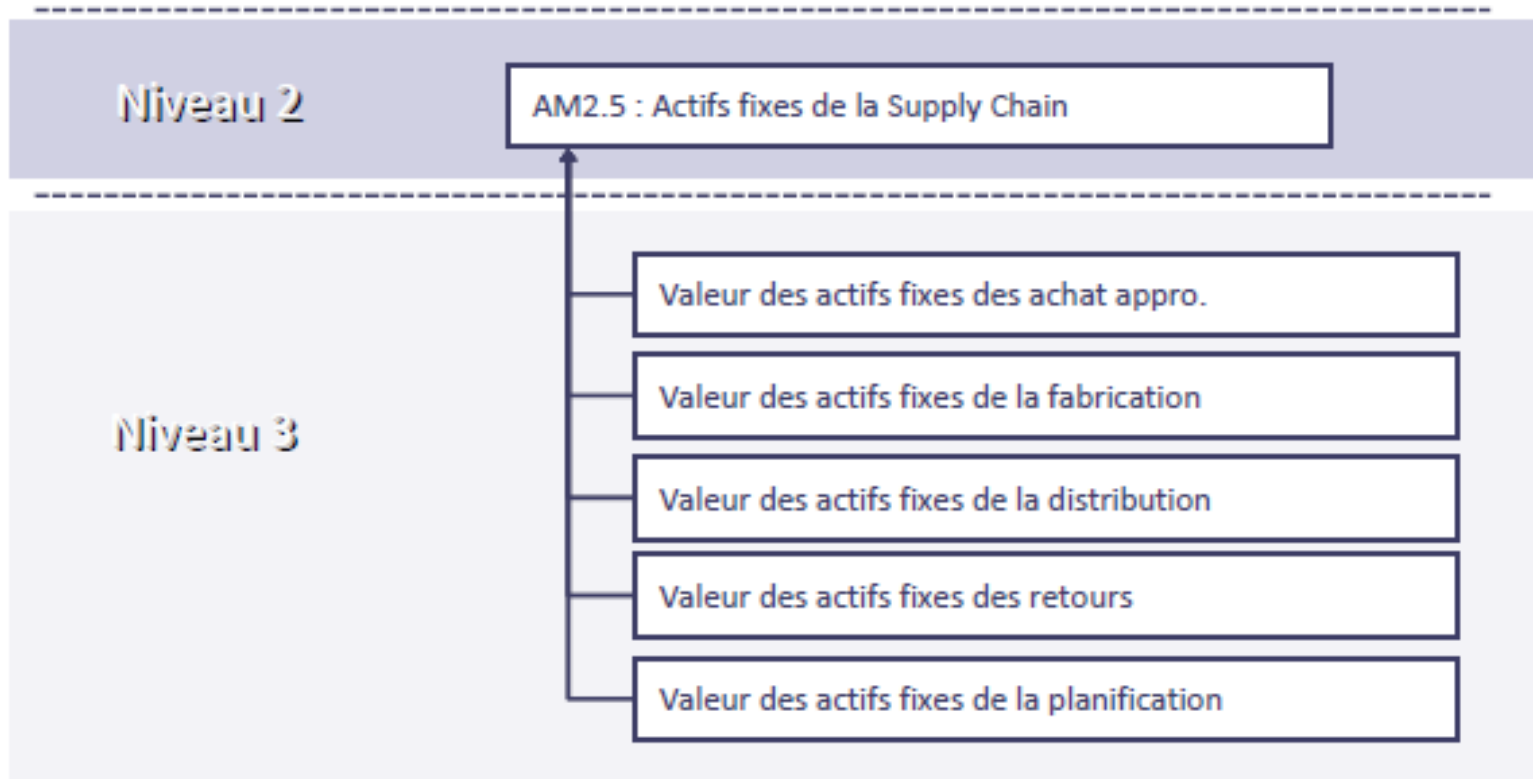 Niveau 2
AM2.5 : Actifs fixes de la Supply Chain
Niveau 3
Valeur des actifs fixes des achat appro.
Valeur des actifs fixes de la fabrication
Valeur des actifs fixes de la distribution
Valeur des actifs fixes des retours
Valeur des actifs fixes de la planification